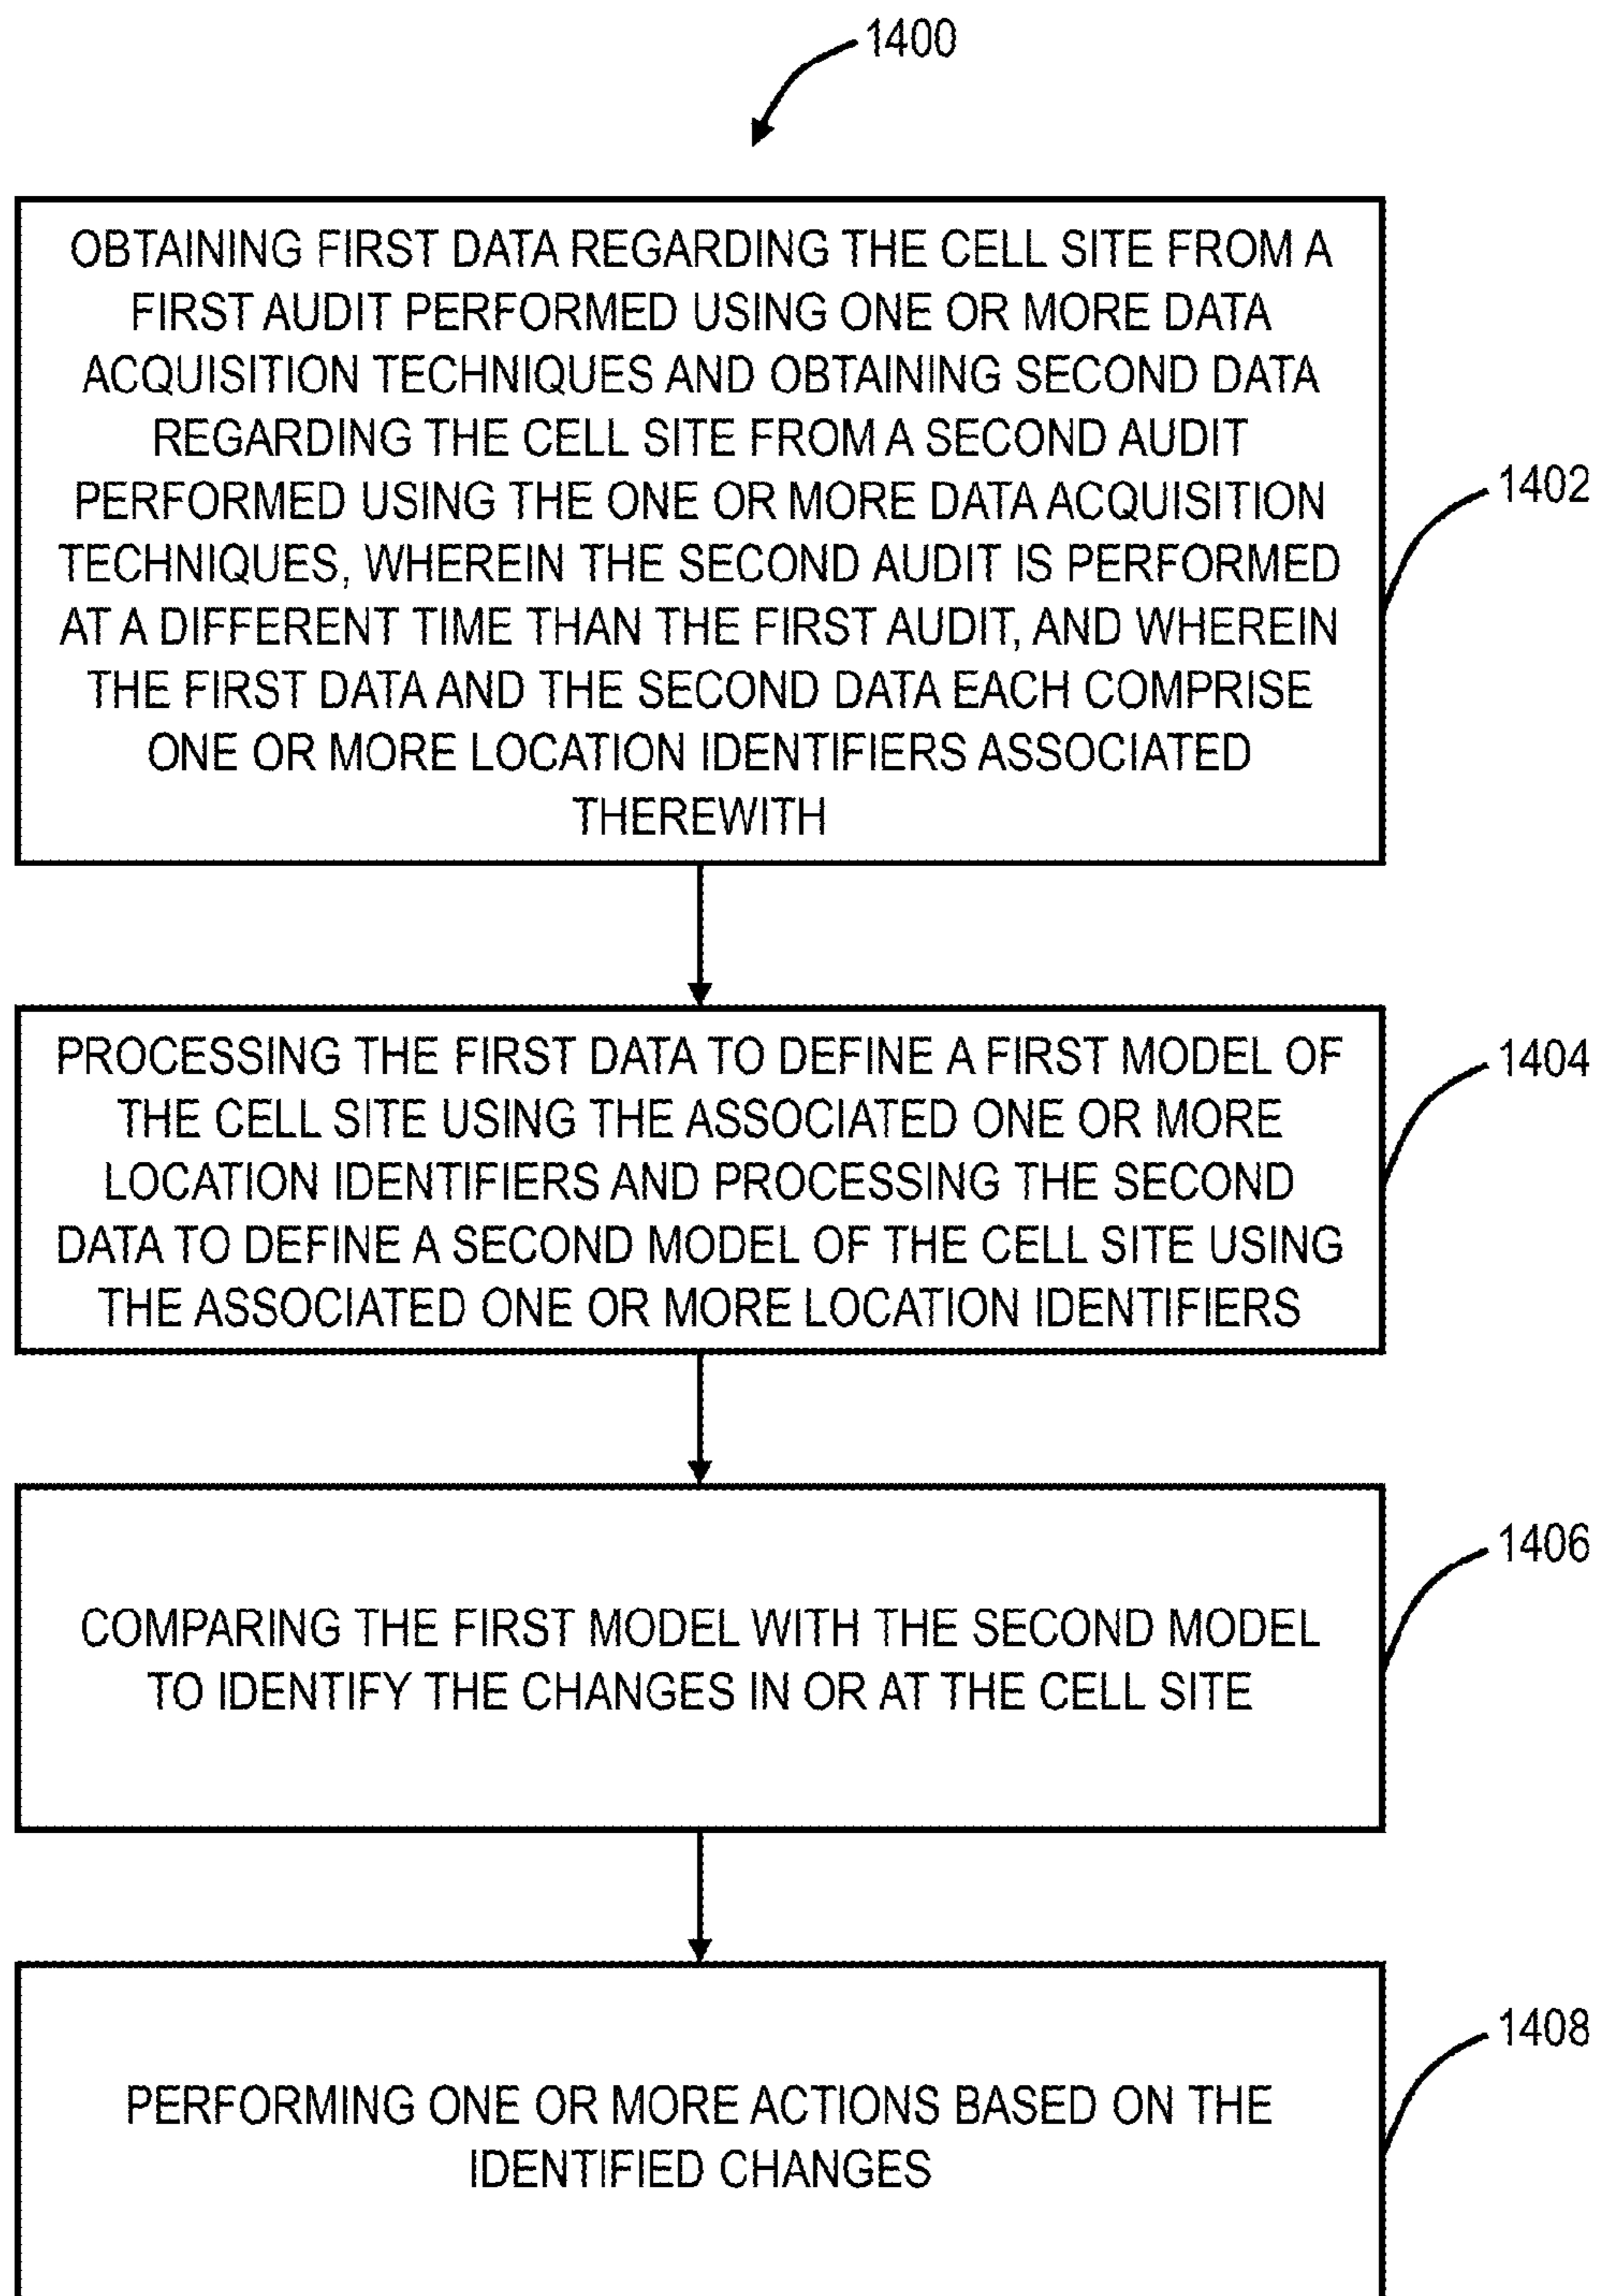 1400
OBTAINING FIRST DATA REGARDING THE CELL SITE FROM A
FIRST AUDIT PERFORMED USING ONE OR MORE DATA
ACQUISITION TECHNIQUES AND OBTAINING SECOND DATA
REGARDING THE CELL SITE FROM A SECOND AUDIT
PERFORMED USING THE ONE OR MORE DATA ACQUISITION
TECHNIQUES, WHEREIN THE SECOND AUDIT IS PERFORMED
AT A DIFFERENT TIME THAN THE FIRST AUDIT, AND WHEREIN
THE FIRST DATA AND THE SECOND DATA EACH COMPRISE
ONE OR MORE LOCATION IDENTIFIERS ASSOCIATED
THEREWITH
1402
PROCESSING THE FIRST DATA TO DEFINE A FIRST MODEL OF
THE CELL SITE USING THE ASSOCIATED ONE OR MORE
LOCATION IDENTIFIERS AND PROCESSING THE SECOND
DATA TO DEFINE A SECOND MODEL OF THE CELL SITE USING
THE ASSOCIATED ONE OR MORE LOCATION IDENTIFIERS
1404
COMPARING THE FIRST MODEL WITH THE SECOND MODEL
TO IDENTIFY THE CHANGES IN OR AT THE CELL SITE
1406
PERFORMING ONE OR MORE ACTIONS BASED ON THE
IDENTIFIED CHANGES
1408